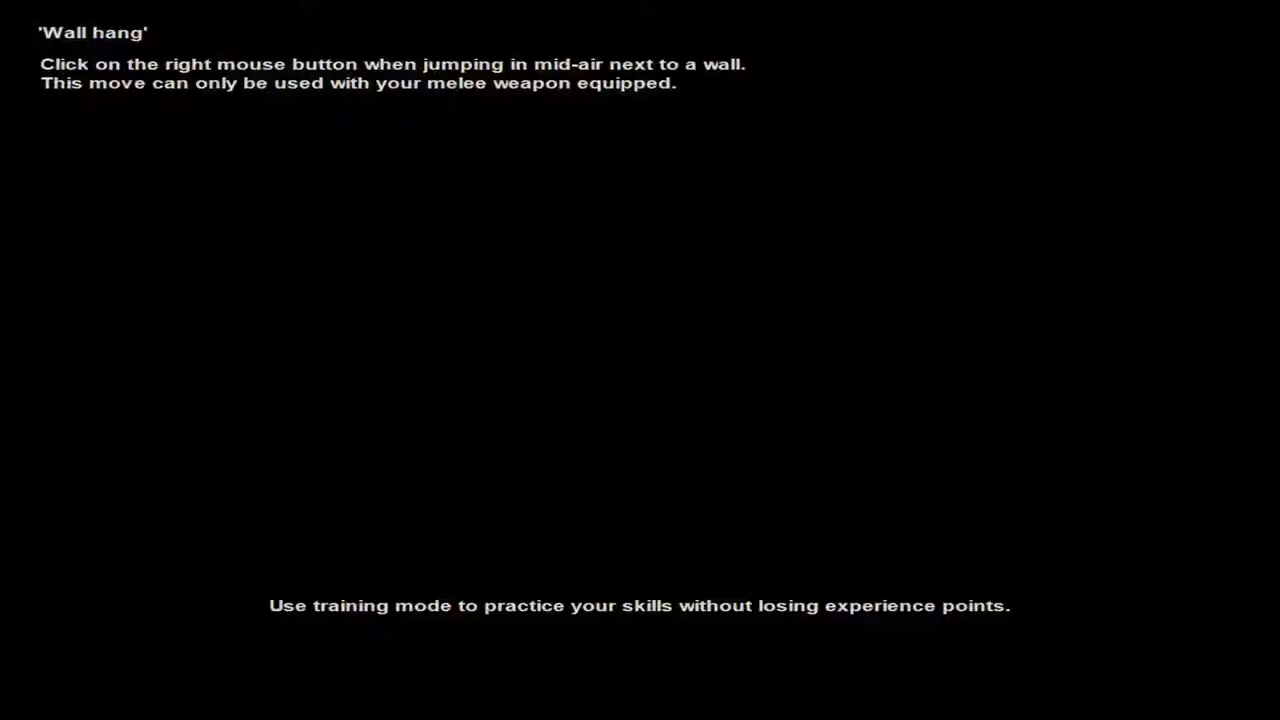 'Wall hang'
Click on the right mouse button when jumping in mid-air next to a wall.
This move can only be used with your melee weapon equipped.
Use training mode to practice your skills without losing experience points.